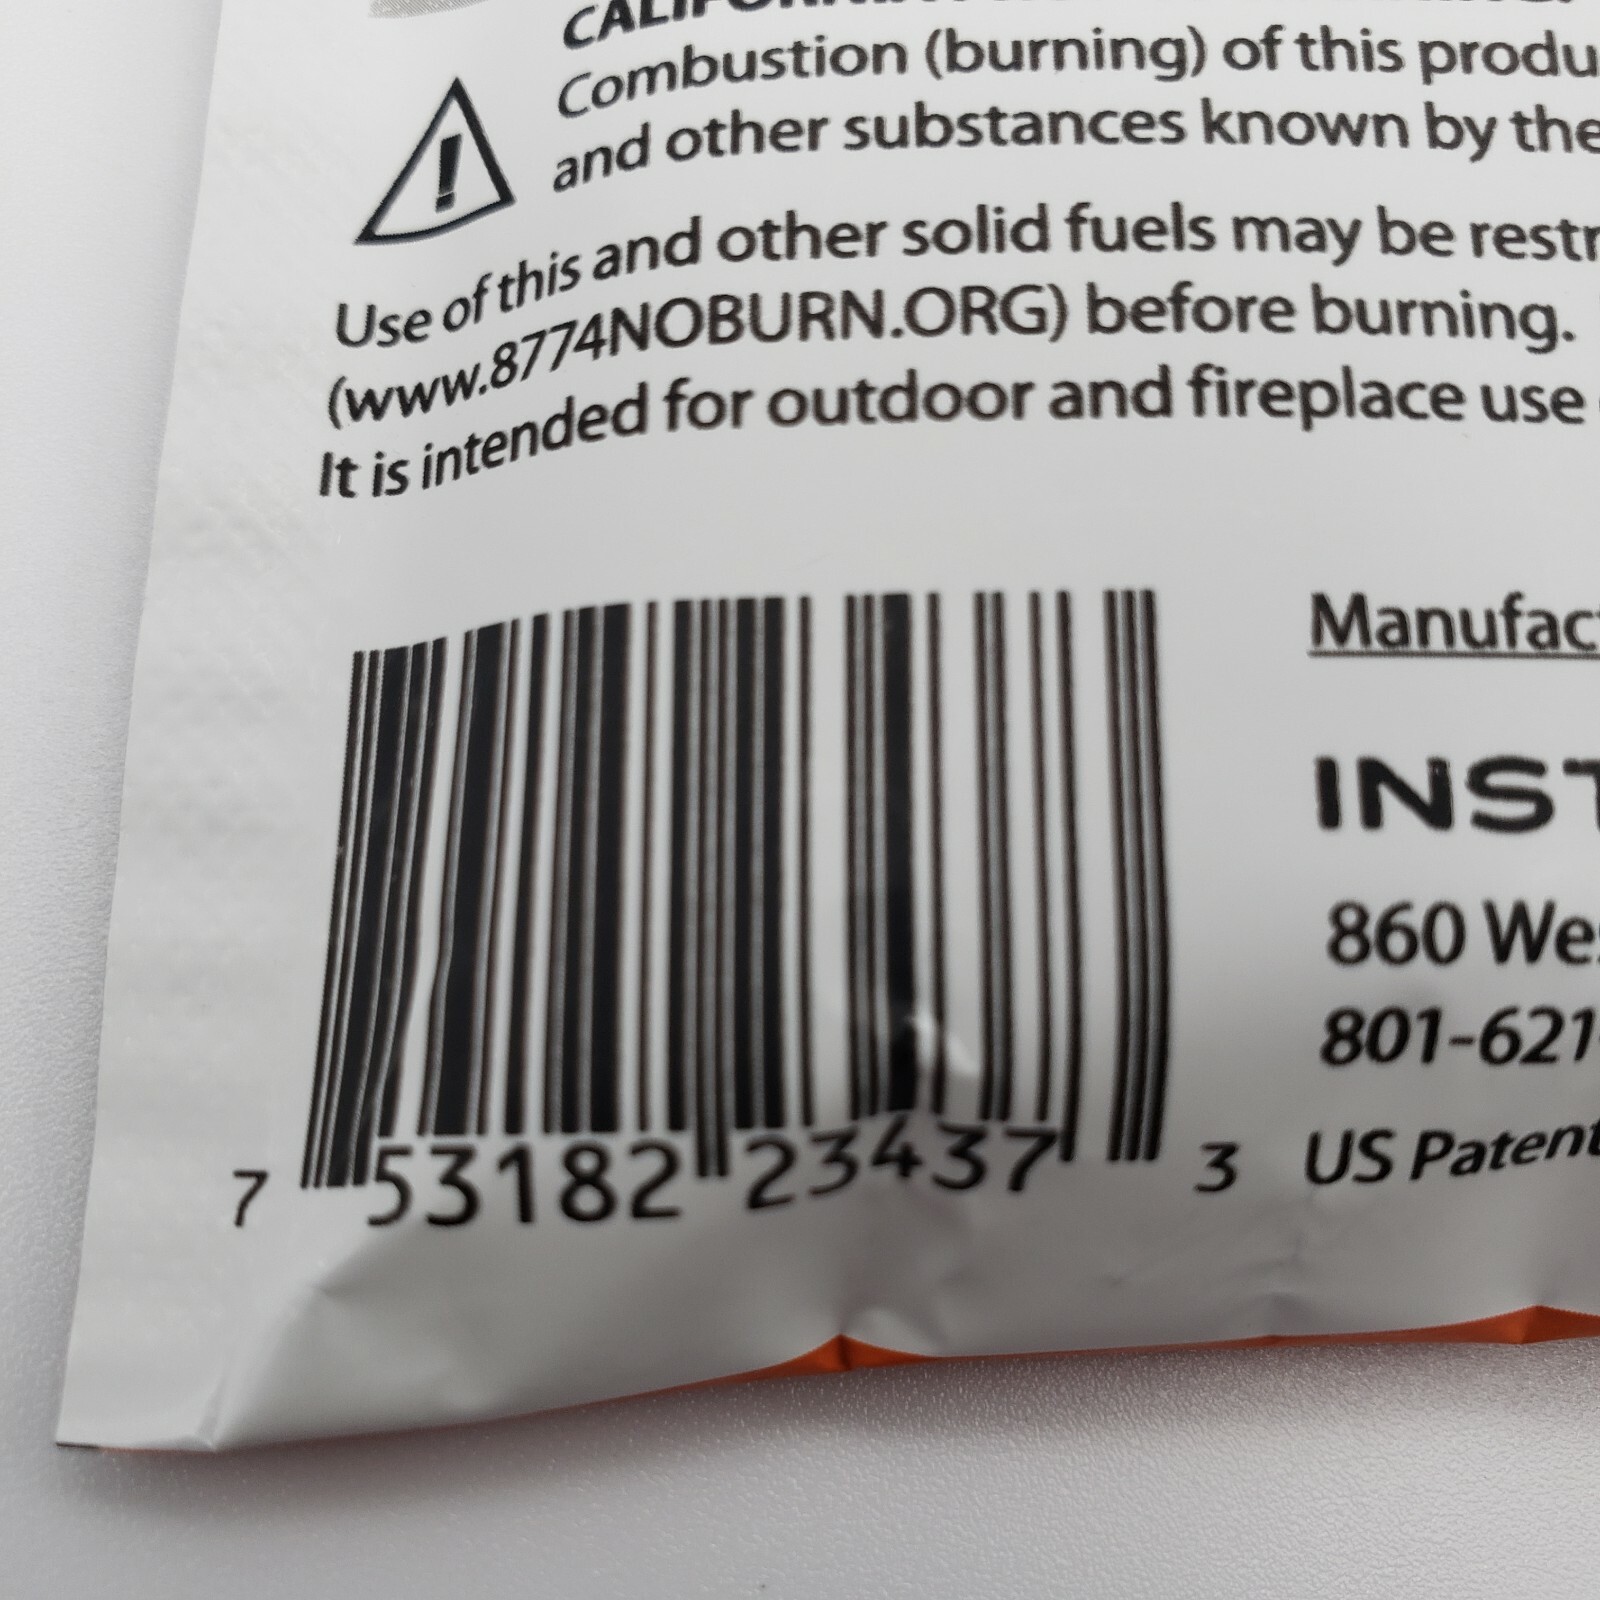 Combustion (burning) of this produ
and other substances known by the
Use of this and other solid fuels may be restr
(www.8774NOBURN.ORG) before burning.
It is intended for outdoor and fireplace use
Manufac
INST
860 Wes
801-621-
US Patent
7 53182 23437 3